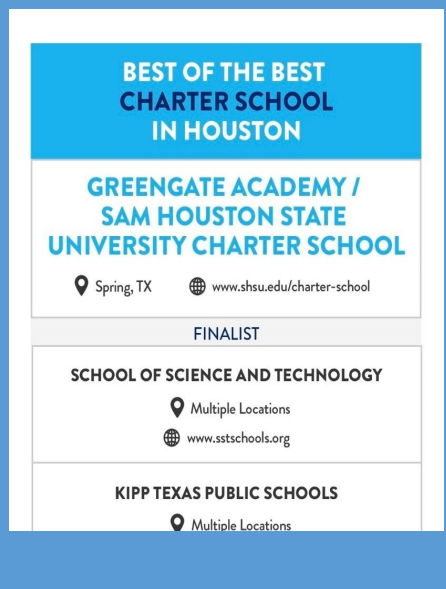 BEST OF THE BEST
CHARTER SCHOOL
IN HOUSTON
GREENGATE ACADEMY /
SAM HOUSTON STATE
UNIVERSITY CHARTER SCHOOL
Spring, TX www.shsu.edu/charter-school
FINALIST
SCHOOL OF SCIENCE AND TECHNOLOGY
Multiple Locations
www.sstschools.org
KIPP TEXAS PUBLIC SCHOOLS
Multiple Locations